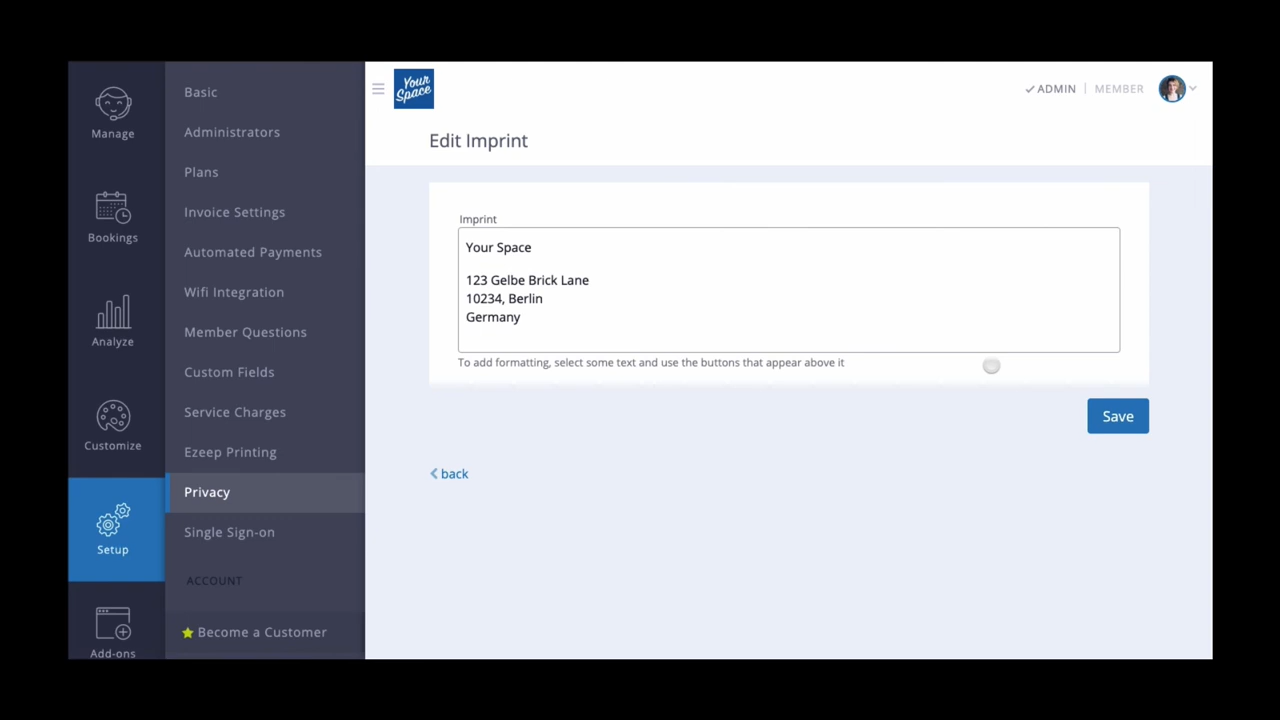 Manage
Bookings
Analyze
Customize
Setup
Add-ons
Basic
Administrators
Plans
Invoice Settings
Automated Payments
Wifi Integration
Member Questions
Custom Fields
Service Charges
Ezeep Printing
Privacy
Single Sign-on
ACCOUNT
Become a Customer
Your
Space
ADMIN | MEMBER
Edit Imprint
Imprint
Your Space
123 Gelbe Brick Lane
10234, Berlin
Germany
To add formatting, select some text and use the buttons that appear above it
Save
back